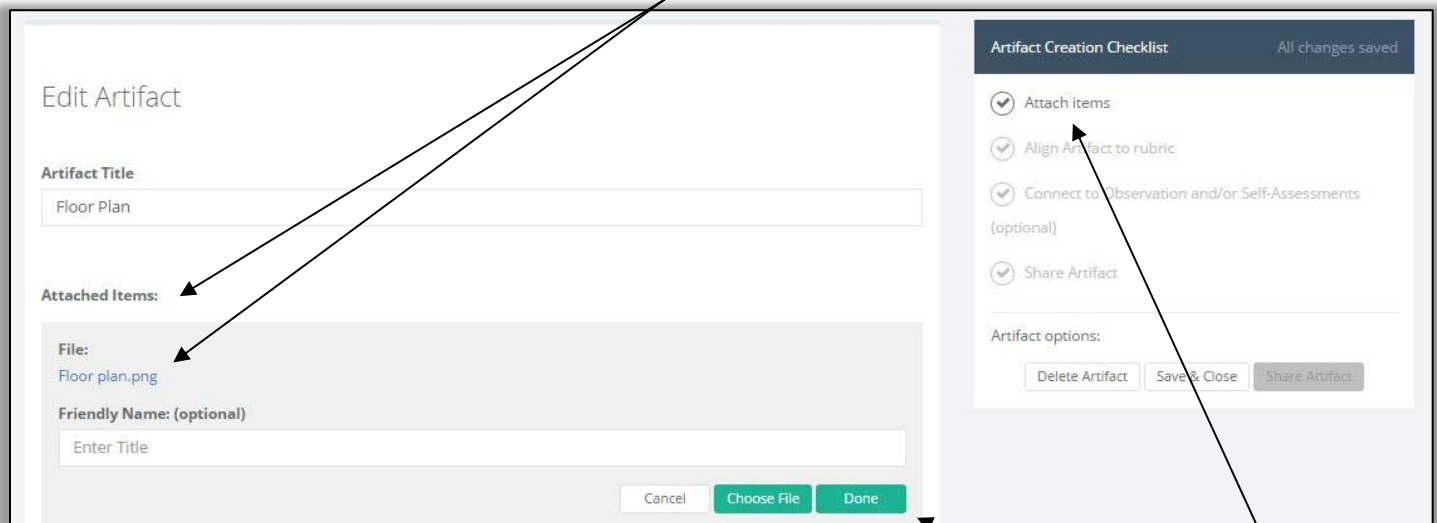 Edit Artifact
Artifact Title
Floor Plan
Attached Items:
File:
Floor plan.png
Friendly Name: (optional)
Enter Title
Cancel
Choose File
Done
Artifact Creation Checklist
All changes saved
Attach items
Align Artifact to rubric
Connect to Observation and/or Self-Assessments
(optional)
Share Artifact
Artifact options:
Delete Artifact
Save & Close
Share Artifact